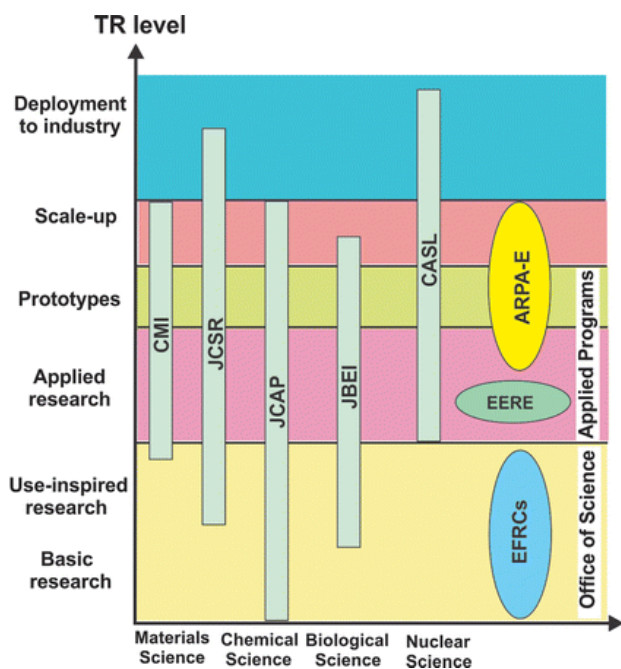 TR level
Deployment
to industry
Scale-up
Prototypes
Applied
research
Use-inspired
research
Basic
research
CMI
JCSR
JCAP
JBEI
CASL
ARPA-E
EERE
EFRCs
Applied Programs
Office of Science
Materials
Science
Chemical
Science
Biological
Science
Nuclear
Science